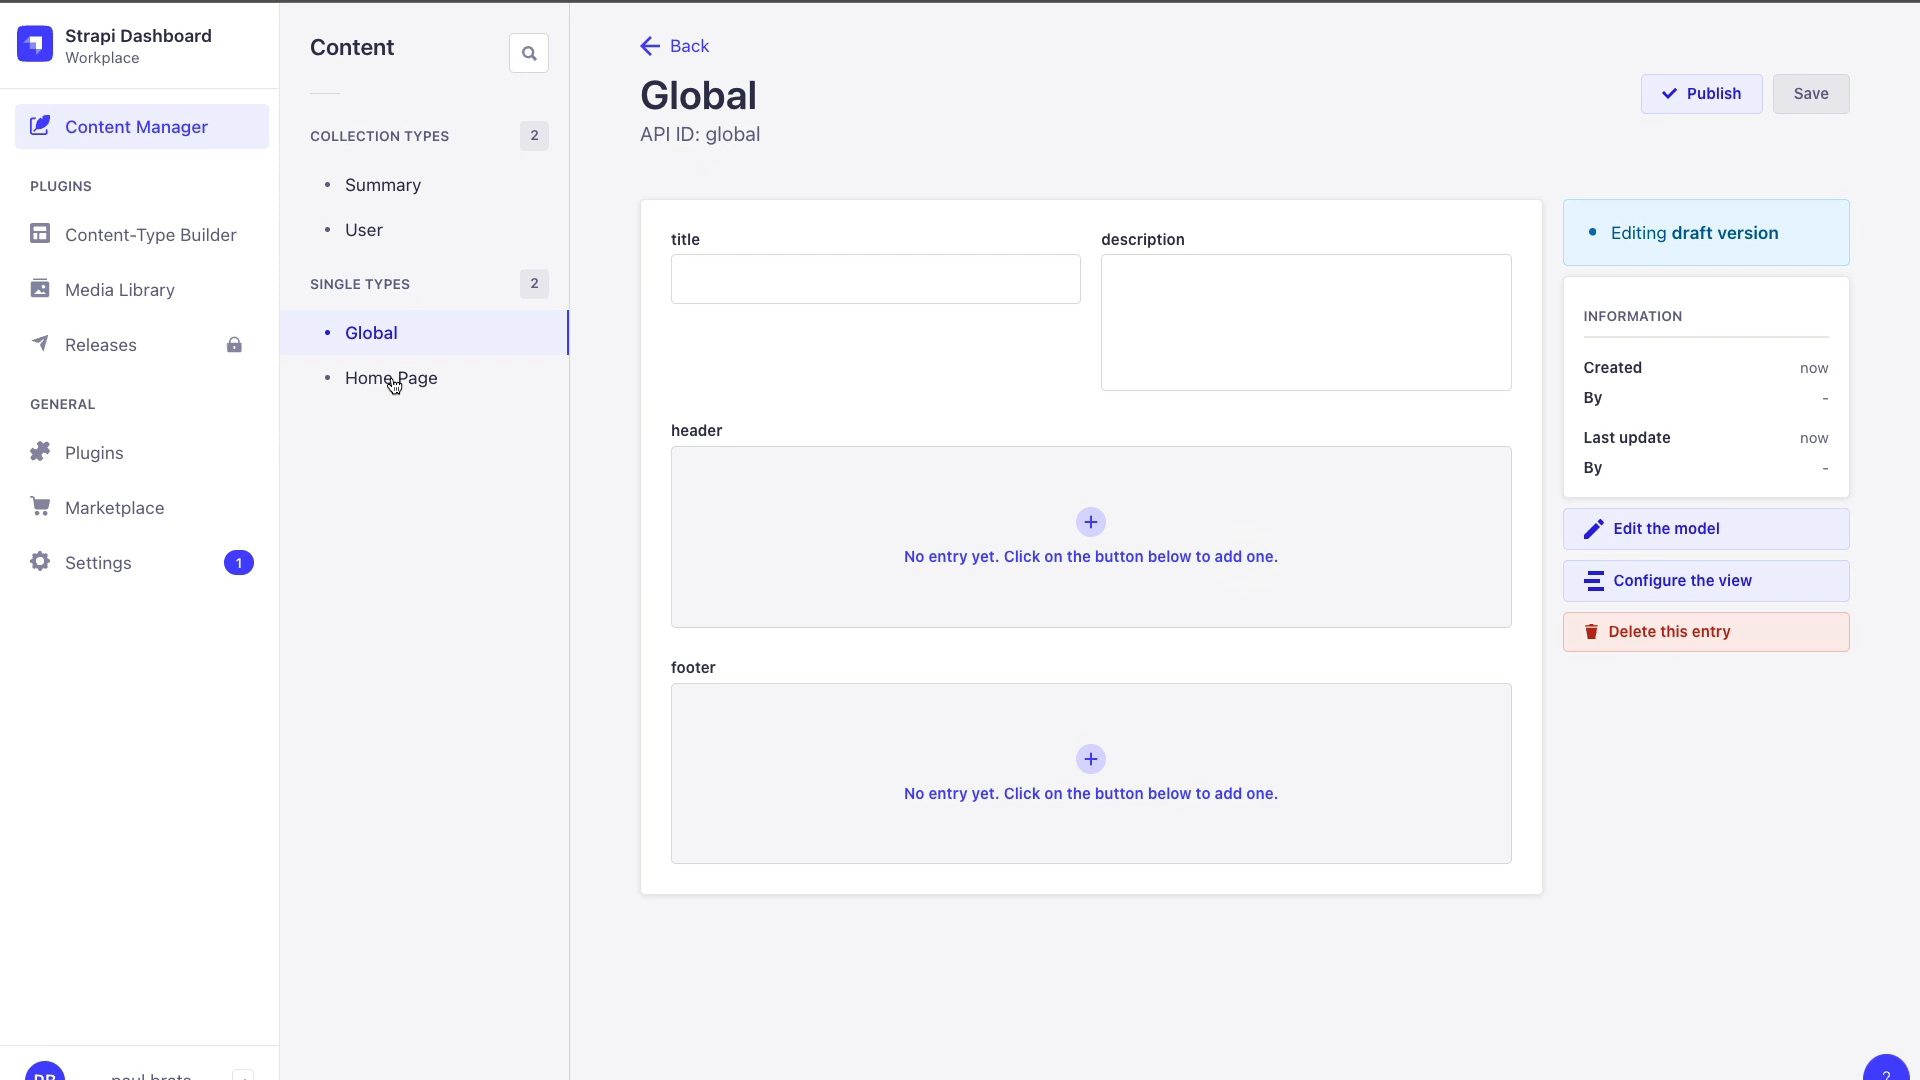 Strapi Dashboard
Workplace
Content Manager
PLUGINS
Content-Type Builder
Media Library
Releases
GENERAL
Plugins
Marketplace
Settings
1
Content
COLLECTION TYPES
2
Summary
User
SINGLE TYPES
2
Global
Home Page
Back
Global
API ID: global
Publish
Save
title
description
header
No entry yet. Click on the button below to add one.
footer
No entry yet. Click on the button below to add one.
Editing draft version
INFORMATION
Created now
By -
Last update now
By -
Edit the model
Configure the view
Delete this entry
?